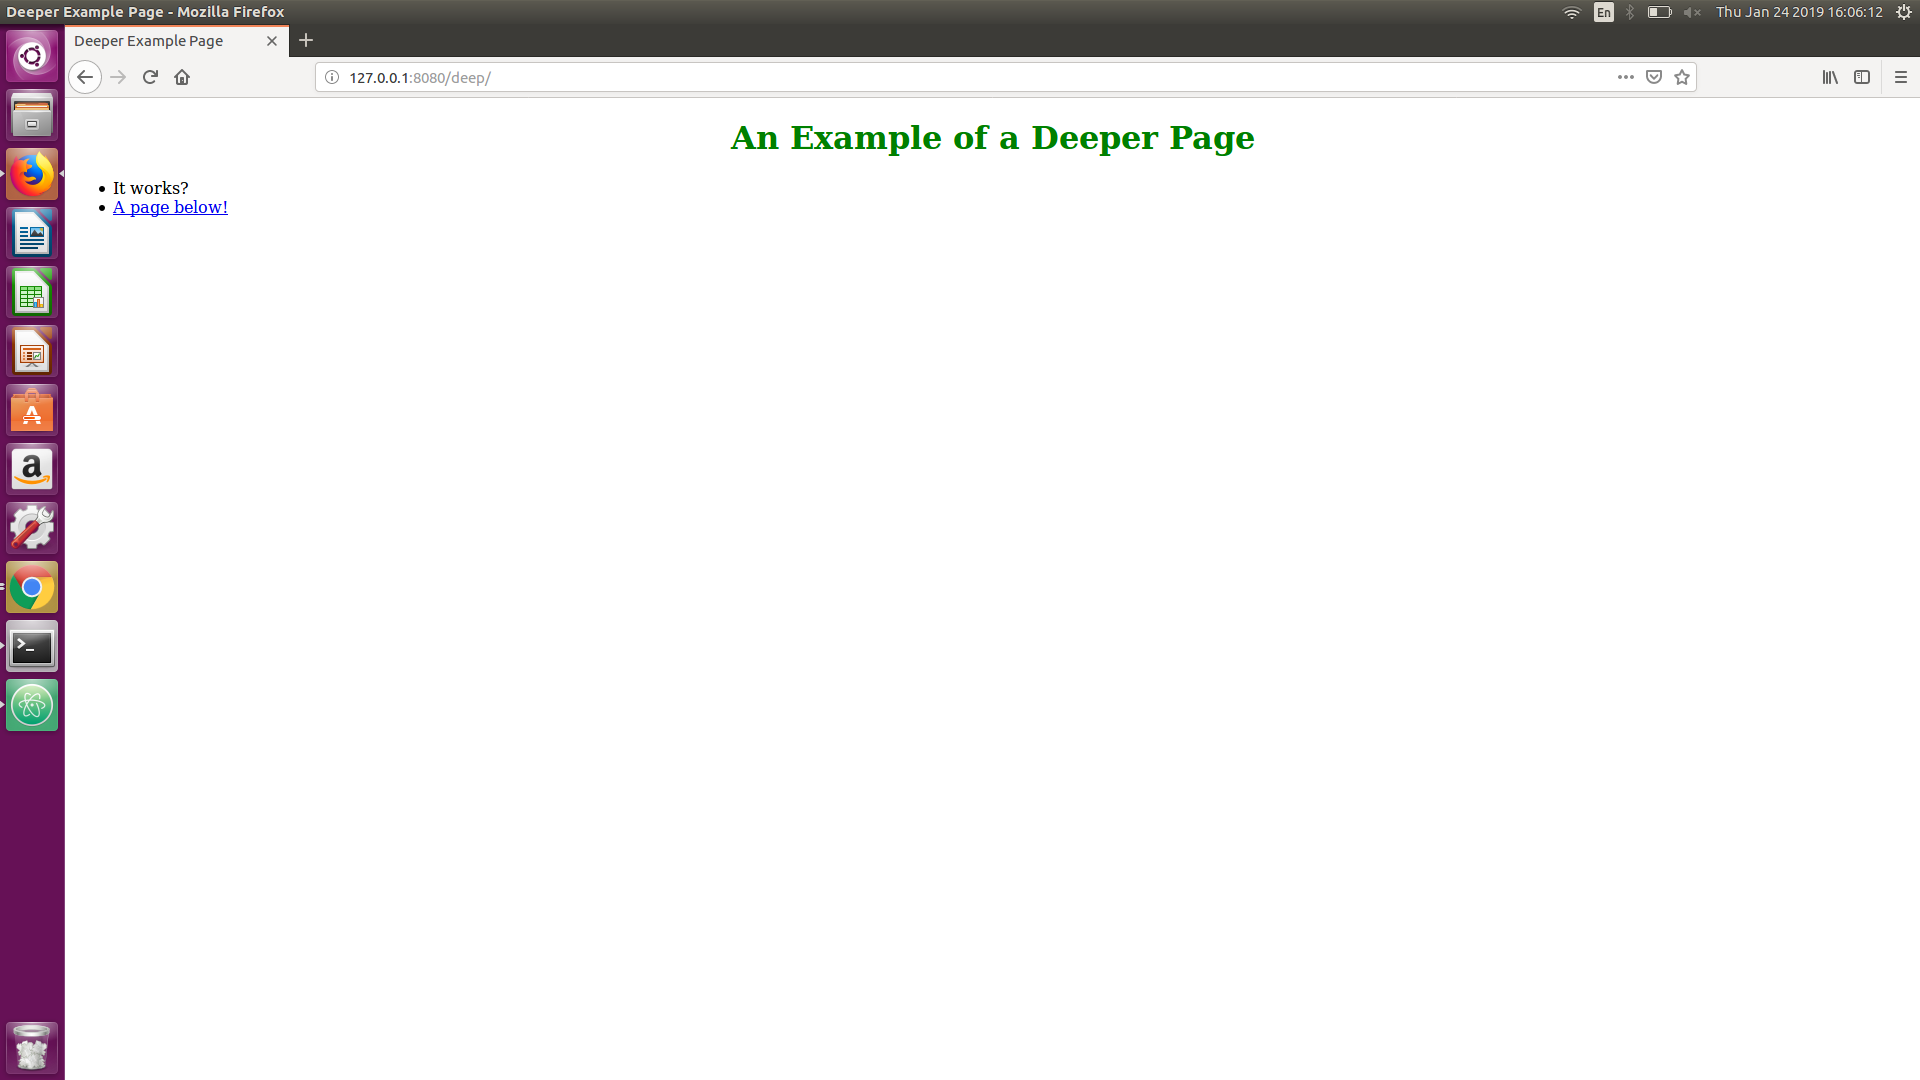 Deeper Example Page - Mozilla Firefox
En
Thu Jan 24 2019 16:06:12
Deeper Example Page
127.0.0.1:8080/deep/
An Example of a Deeper Page
• It works?
• A page below!